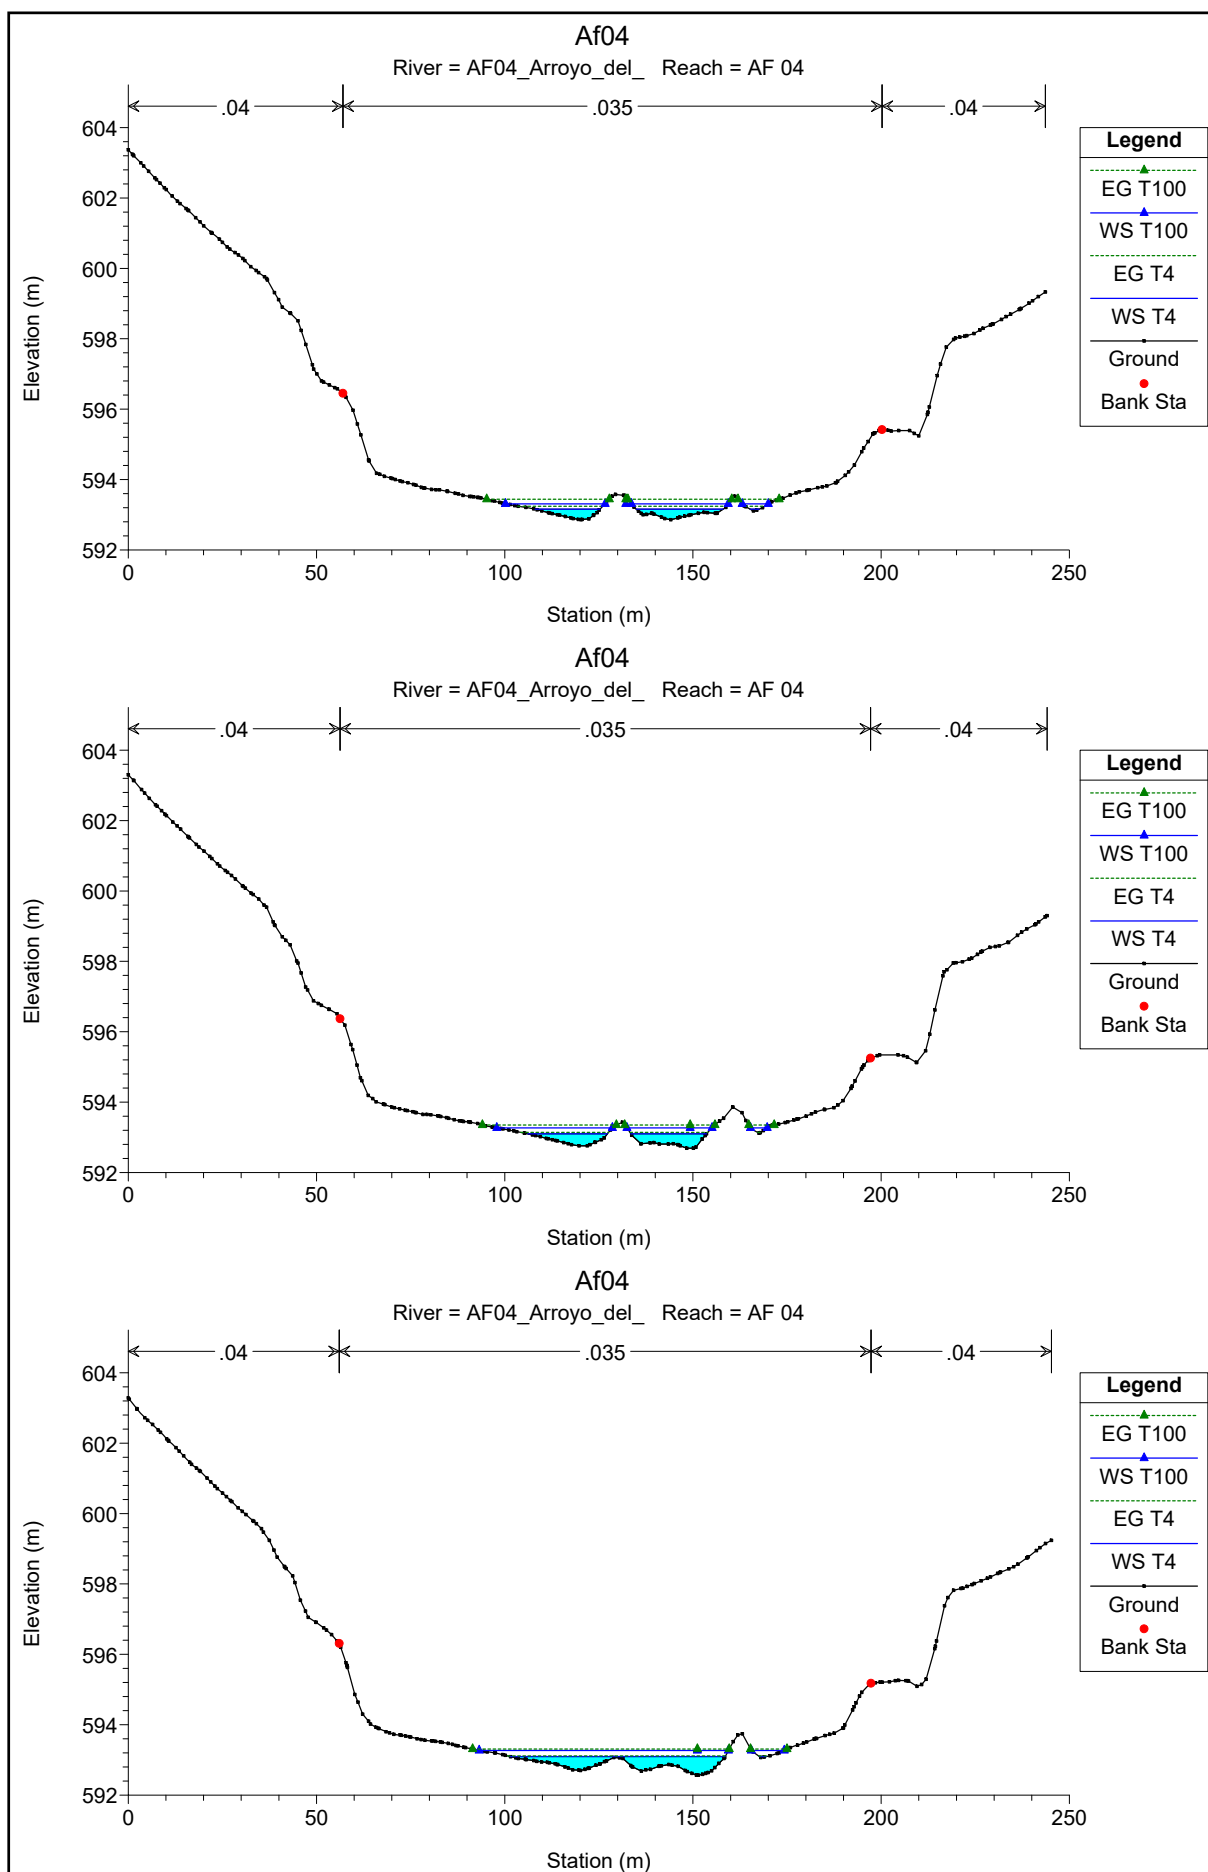 Af04
River = AF04_Arroyo_del_ Reach = AF 04
.04 .035 .04
604
602
600
598
596
594
592
Elevation (m)
0 50 100 150 200 250
Station (m)
Legend
EG T100
WS T100
EG T4
WS T4
Ground
Bank Sta
Af04
River = AF04_Arroyo_del_ Reach = AF 04
.04 .035 .04
604
602
600
598
596
594
592
Elevation (m)
0 50 100 150 200 250
Station (m)
Legend
EG T100
WS T100
EG T4
WS T4
Ground
Bank Sta
Af04
River = AF04_Arroyo_del_ Reach = AF 04
.04 .035 .04
604
602
600
598
596
594
592
Elevation (m)
0 50 100 150 200 250
Station (m)
Legend
EG T100
WS T100
EG T4
WS T4
Ground
Bank Sta